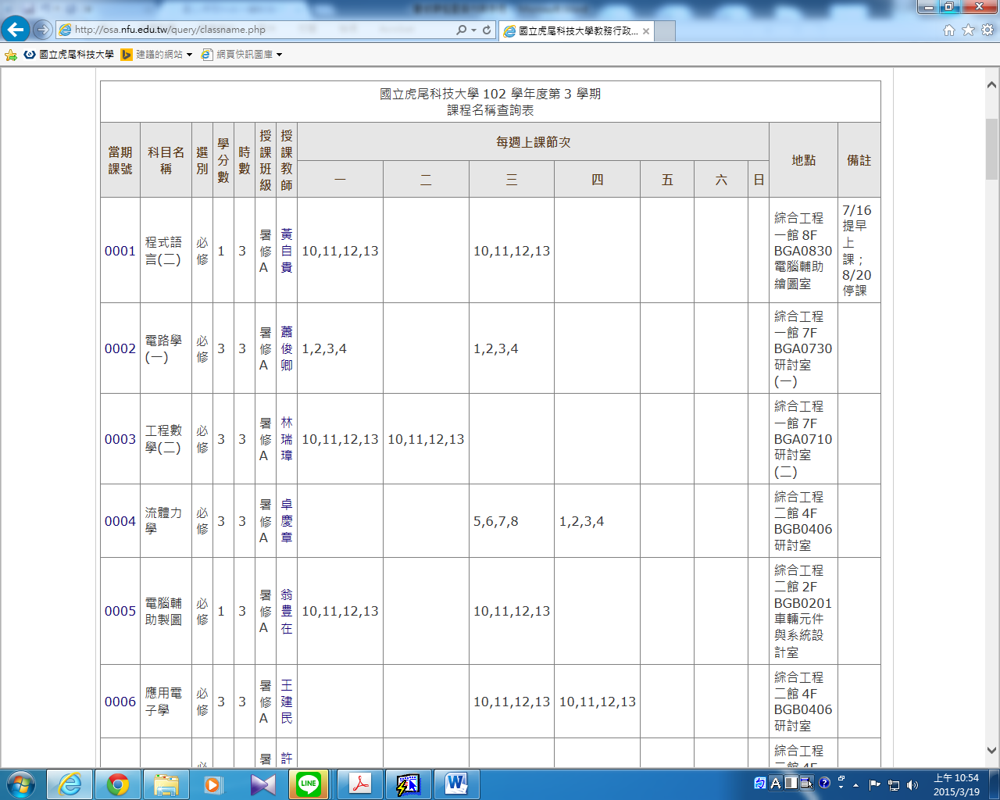 http://osa.nfu.edu.tw/query/classname.php
國立虎尾科技大學教務行政...
國立虎尾科技大學
建議的網站
網頁快訊圖庫
國立虎尾科技大學 102 學年度第 3 學期
課程名稱查詢表
當期課號 科目名稱 選別 學分數 時數 授課班級 授課教師 每週上課節次 地點 備註
一 二 三 四 五 六 日
0001 程式語言(二) 必修 1 3 暑修A 黃自貴 10,11,12,13 10,11,12,13 綜合工程一館 8F BGA0830 電腦輔助繪圖室 7/16 提早上課；8/20 停課
0002 電路學(一) 必修 3 3 暑修A 蕭俊卿 1,2,3,4 1,2,3,4 綜合工程一館 7F BGA0730 研討室(一)
0003 工程數學(二) 必修 3 3 暑修A 林瑞璋 10,11,12,13 10,11,12,13 綜合工程一館 7F BGA0710 研討室(二)
0004 流體力學 必修 3 3 暑修A 卓慶章 5,6,7,8 1,2,3,4 綜合工程二館 4F BGB0406 研討室
0005 電腦輔助製圖 必修 1 3 暑修A 翁豊在 10,11,12,13 10,11,12,13 綜合工程二館 2F BGB0201 車輛元件與系統設計室
0006 應用電子學 必修 3 3 暑修A 王建民 10,11,12,13 10,11,12,13 綜合工程二館 4F BGB0406 研討室
必 暑 許 綜合工程
LINE
A
上午 10:54
2015/3/19